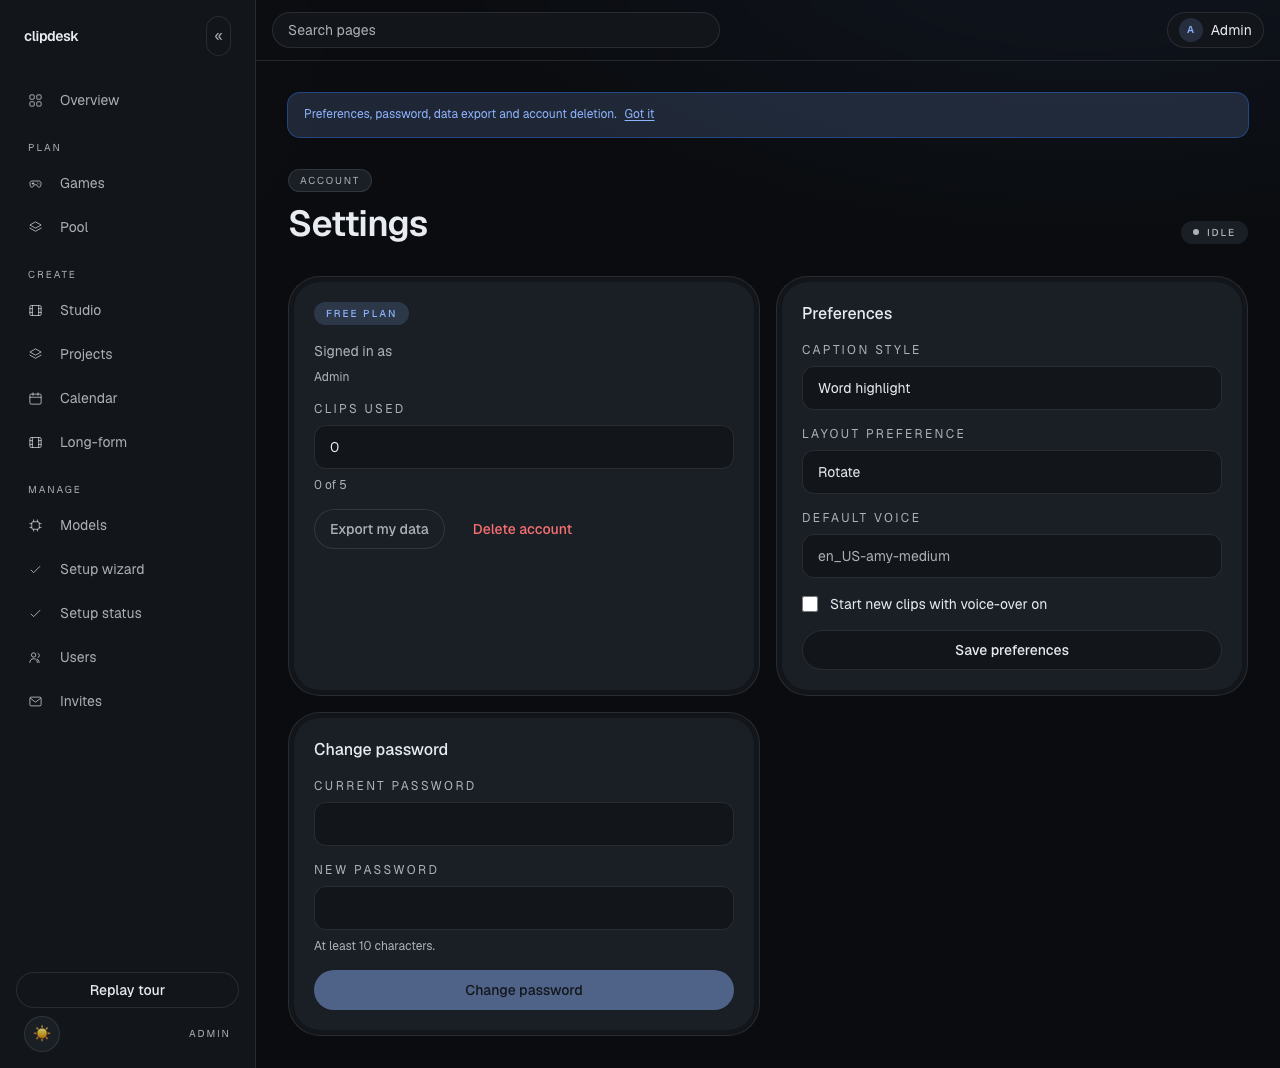 clipdesk
«
Search pages
A
Admin
Overview
PLAN
Games
Pool
CREATE
Studio
Projects
Calendar
Long-form
MANAGE
Models
Setup wizard
Setup status
Users
Invites
Replay tour
ADMIN
Preferences, password, data export and account deletion. Got it
ACCOUNT
Settings
IDLE
FREE PLAN
Signed in as
Admin
CLIPS USED
0
0 of 5
Export my data
Delete account
Preferences
CAPTION STYLE
Word highlight
LAYOUT PREFERENCE
Rotate
DEFAULT VOICE
en_US-amy-medium
Start new clips with voice-over on
Save preferences
Change password
CURRENT PASSWORD
NEW PASSWORD
At least 10 characters.
Change password